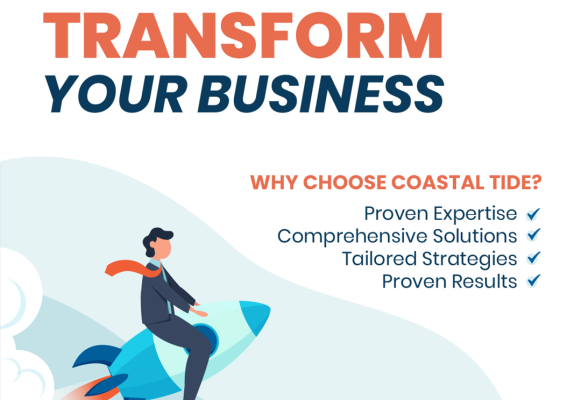 TRANSFORM
YOUR BUSINESS
WHY CHOOSE COASTAL TIDE?
Proven Expertise ✓
Comprehensive Solutions ✓
Tailored Strategies ✓
Proven Results ✓